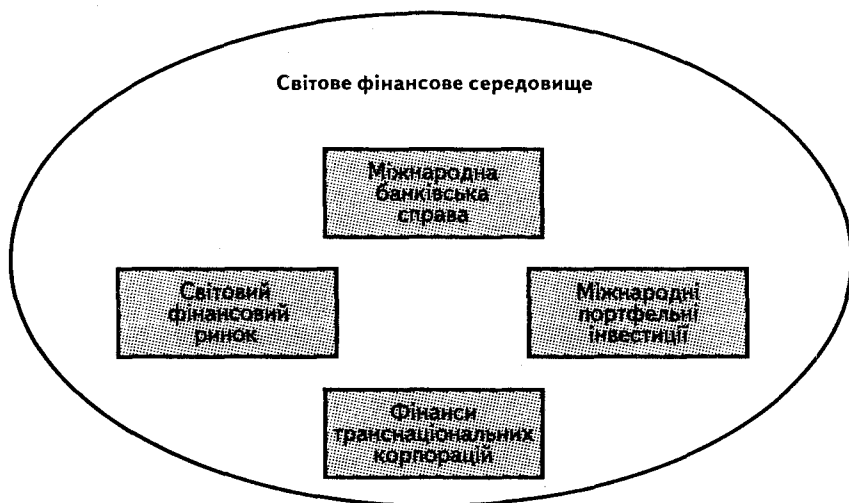 Світове фінансове середовище
Міжнародна
банківська
справа
Світовий
фінансовий
ринок
Міжнародні
портфельні
інвестиції
Фінанси
транснаціональних
корпорацій